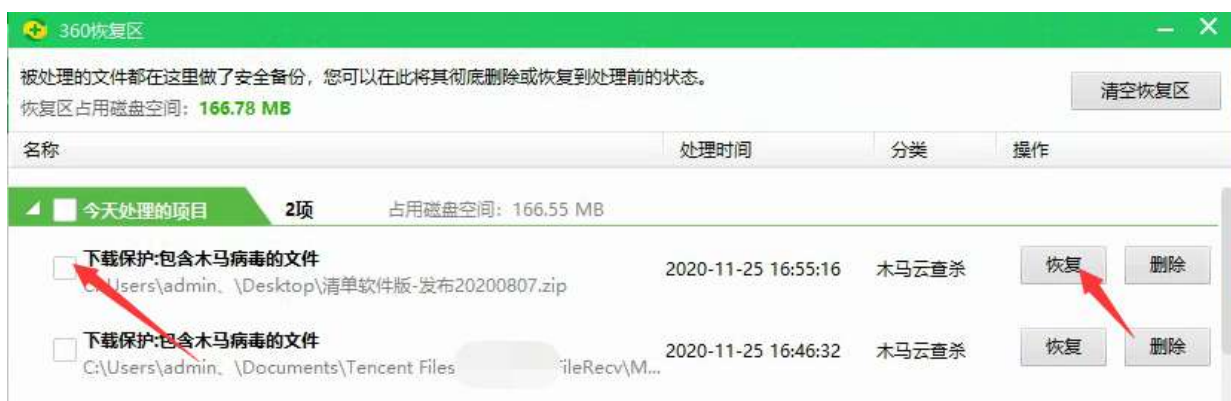 360恢复区
被处理的文件都在这里做了安全备份，您可以在此将其彻底删除或恢复到处理前的状态。
清空恢复区
恢复区占用磁盘空间：166.78 MB
名称 处理时间 分类 操作
今天处理的项目 2项 占用磁盘空间：166.55 MB
下载保护:包含木马病毒的文件
C:\Users\admin、\Desktop\清单软件版-发布20200807.zip
2020-11-25 16:55:16 木马云查杀 恢复 删除
下载保护:包含木马病毒的文件
C:\Users\admin、\Documents\Tencent Files ileRecv\M...
2020-11-25 16:46:32 木马云查杀 恢复 删除